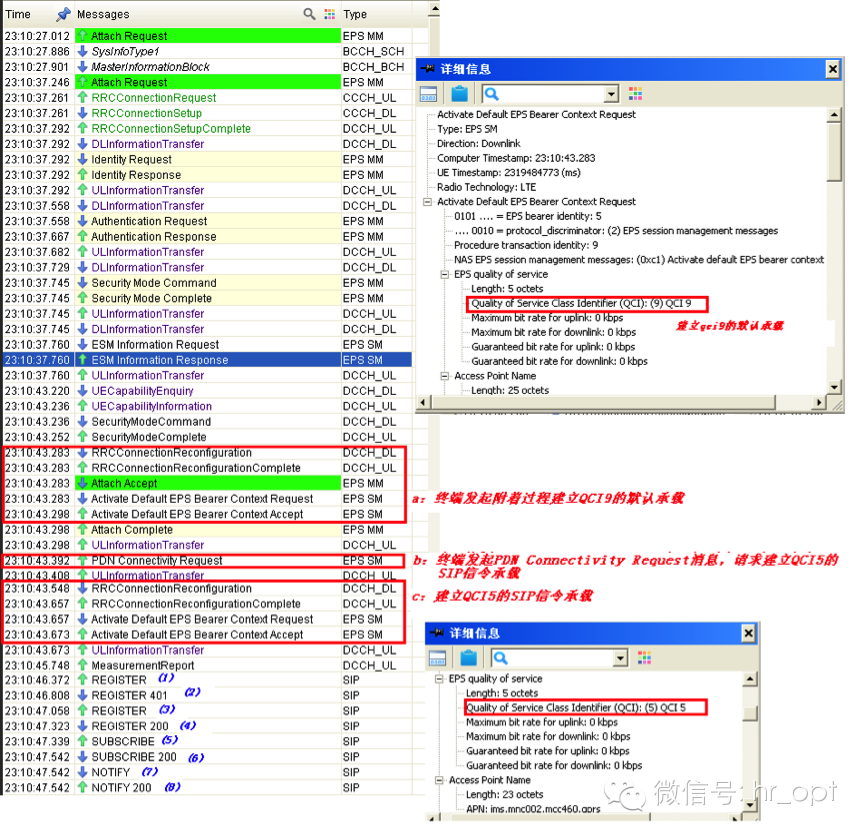 Time Messages Type
23:10:27.012 Attach Request EPS MM
23:10:27.886 SysInfoType1 BCCH_SCH
23:10:27.901 MasterInformationBlock BCCH_BCH
23:10:37.246 Attach Request EPS MM
23:10:37.261 RRCConnectionRequest CCCH_UL
23:10:37.261 RRCConnectionSetup CCCH_DL
23:10:37.292 RRCConnectionSetupComplete DCCH_UL
23:10:37.292 DLInformationTransfer DCCH_DL
23:10:37.292 Identity Request EPS MM
23:10:37.292 Identity Response EPS MM
23:10:37.292 ULInformationTransfer DCCH_UL
23:10:37.558 DLInformationTransfer DCCH_DL
23:10:37.558 Authentication Request EPS MM
23:10:37.667 Authentication Response EPS MM
23:10:37.682 ULInformationTransfer DCCH_UL
23:10:37.729 DLInformationTransfer DCCH_DL
23:10:37.745 Security Mode Command EPS MM
23:10:37.745 Security Mode Complete EPS MM
23:10:37.745 ULInformationTransfer DCCH_UL
23:10:37.745 DLInformationTransfer DCCH_DL
23:10:37.760 ESM Information Request EPS SM
23:10:37.760 ESM Information Response EPS SM
23:10:37.760 ULInformationTransfer DCCH_UL
23:10:43.220 UECapabilityEnquiry DCCH_DL
23:10:43.236 UECapabilityInformation DCCH_UL
23:10:43.236 SecurityModeCommand DCCH_DL
23:10:43.252 SecurityModeComplete DCCH_UL
23:10:43.283 RRCConnectionReconfiguration DCCH_DL
23:10:43.283 RRCConnectionReconfigurationComplete DCCH_UL
23:10:43.283 Attach Accept EPS MM
23:10:43.283 Activate Default EPS Bearer Context Request EPS SM
23:10:43.298 Activate Default EPS Bearer Context Accept EPS SM
23:10:43.298 Attach Complete EPS MM
23:10:43.298 ULInformationTransfer DCCH_UL
23:10:43.392 PDN Connectivity Request EPS SM
23:10:43.408 ULInformationTransfer DCCH_UL
23:10:43.548 RRCConnectionReconfiguration DCCH_DL
23:10:43.657 RRCConnectionReconfigurationComplete DCCH_UL
23:10:43.657 Activate Default EPS Bearer Context Request EPS SM
23:10:43.673 Activate Default EPS Bearer Context Accept EPS SM
23:10:43.673 ULInformationTransfer DCCH_UL
23:10:45.748 MeasurementReport DCCH_UL
23:10:46.372 REGISTER (1) SIP
23:10:46.808 REGISTER 401 (2) SIP
23:10:47.058 REGISTER (3) SIP
23:10:47.323 REGISTER 200 (4) SIP
23:10:47.339 SUBSCRIBE (5) SIP
23:10:47.542 SUBSCRIBE 200 (6) SIP
23:10:47.542 NOTIFY (7) SIP
23:10:47.542 NOTIFY 200 (8) SIP
详细信息
Activate Default EPS Bearer Context Request
Type: EPS SM
Direction: Downlink
Computer Timestamp: 23:10:43.283
UE Timestamp: 2319484773 (ms)
Radio Technology: LTE
Activate Default EPS Bearer Context Request
0101 .... = EPS bearer identity: 5
.... 0010 = protocol_discriminator: (2) EPS session management messages
Procedure transaction identity: 9
NAS EPS session management messages: (0xc1) Activate default EPS bearer context
EPS quality of service
Length: 5 octets
Quality of Service Class Identifier (QCI): (9) QCI 9
Maximum bit rate for uplink: 0 kbps
Maximum bit rate for downlink: 0 kbps
Guaranteed bit rate for uplink: 0 kbps
Guaranteed bit rate for downlink: 0 kbps
Access Point Name
Length: 25 octets
建立qci9的默认承载
a: 终端发起附着过程建立QCI9的默认承载
b: 终端发起PDN Connectivity Request消息，请求建立QCI5的
SIP信令承载
c: 建立QCI5的SIP信令承载
详细信息
EPS quality of service
Length: 5 octets
Quality of Service Class Identifier (QCI): (5) QCI 5
Maximum bit rate for uplink: 0 kbps
Maximum bit rate for downlink: 0 kbps
Guaranteed bit rate for uplink: 0 kbps
Guaranteed bit rate for downlink: 0 kbps
Access Point Name
Length: 23 octets
APN: ims.mnc002.mcc460.gprs
微信号: hr_opt